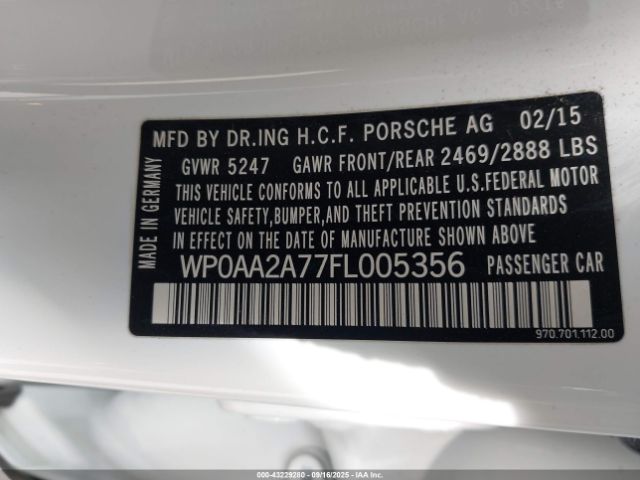 MFD BY DR.ING H.C.F. PORSCHE AG 02/15
GVWR 5247 GAWR FRONT/REAR 2469/2888 LBS
THIS VEHICLE CONFORMS TO ALL APPLICABLE U.S.FEDERAL MOTOR
VEHICLE SAFETY,BUMPER,AND THEFT PREVENTION STANDARDS
IN EFFECT ON THE DATE OF MANUFACTURE SHOWN ABOVE
WP0AA2A77FL005356 PASSENGER CAR
MADE IN GERMANY
970.701.112.00
000-43229280 - 09/16/2025 - IAAI.COM